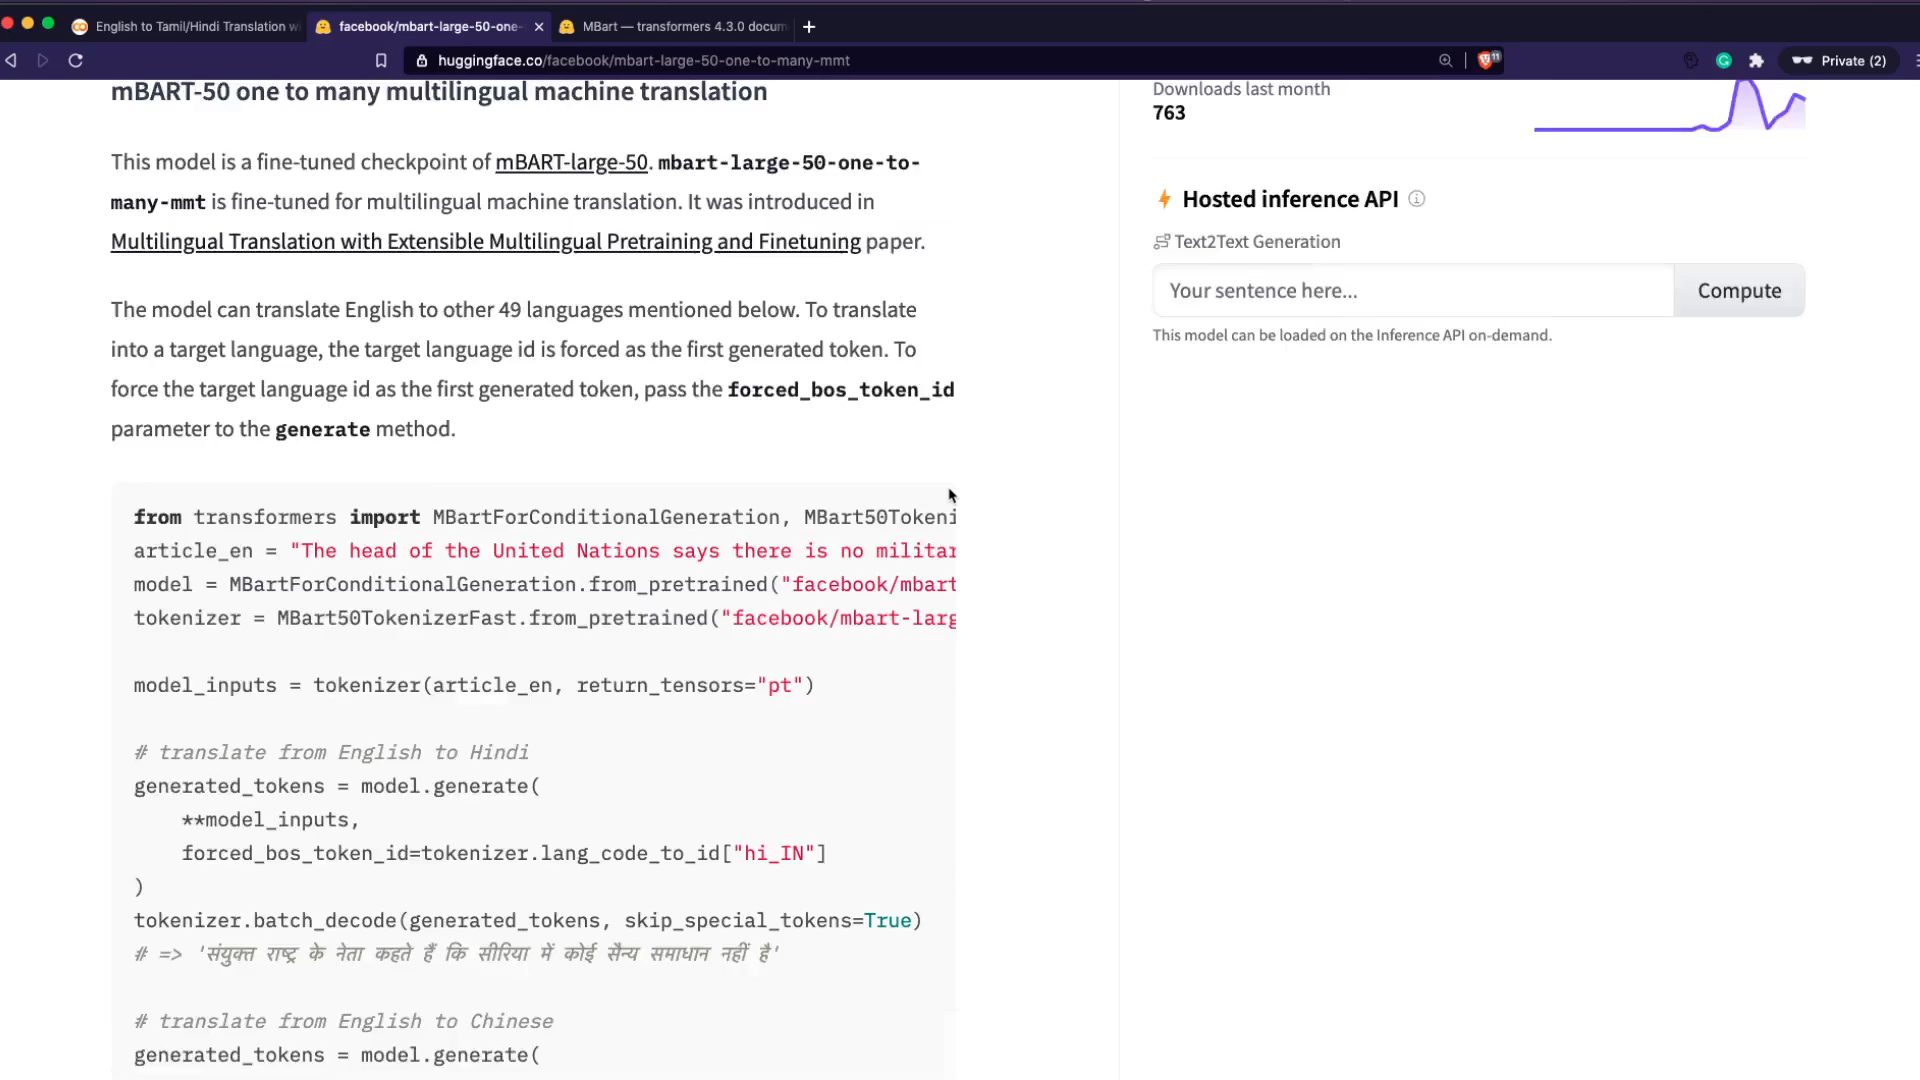 English to Tamil/Hindi Translation wi
facebook/mbart-large-50-one-
MBart — transformers 4.3.0 docum
huggingface.co/facebook/mbart-large-50-one-to-many-mmt
11
Private (2)
mBART-50 one to many multilingual machine translation
This model is a fine-tuned checkpoint of mBART-large-50. mbart-large-50-one-to-
many-mmt is fine-tuned for multilingual machine translation. It was introduced in
Multilingual Translation with Extensible Multilingual Pretraining and Finetuning paper.
The model can translate English to other 49 languages mentioned below. To translate
into a target language, the target language id is forced as the first generated token. To
force the target language id as the first generated token, pass the forced_bos_token_id
parameter to the generate method.
from transformers import MBartForConditionalGeneration, MBart50Tokeni
article_en = "The head of the United Nations says there is no militar
model = MBartForConditionalGeneration.from_pretrained("facebook/mbart
tokenizer = MBart50TokenizerFast.from_pretrained("facebook/mbart-larg
model_inputs = tokenizer(article_en, return_tensors="pt")
# translate from English to Hindi
generated_tokens = model.generate(
    **model_inputs,
    forced_bos_token_id=tokenizer.lang_code_to_id["hi_IN"]
)
tokenizer.batch_decode(generated_tokens, skip_special_tokens=True)
# => 'संयुक्त राष्ट्र के नेता कहते हैं कि सीरिया में कोई सैन्य समाधान नहीं है'
# translate from English to Chinese
generated_tokens = model.generate(
Downloads last month
763
Hosted inference API
Text2Text Generation
Your sentence here...
Compute
This model can be loaded on the Inference API on-demand.